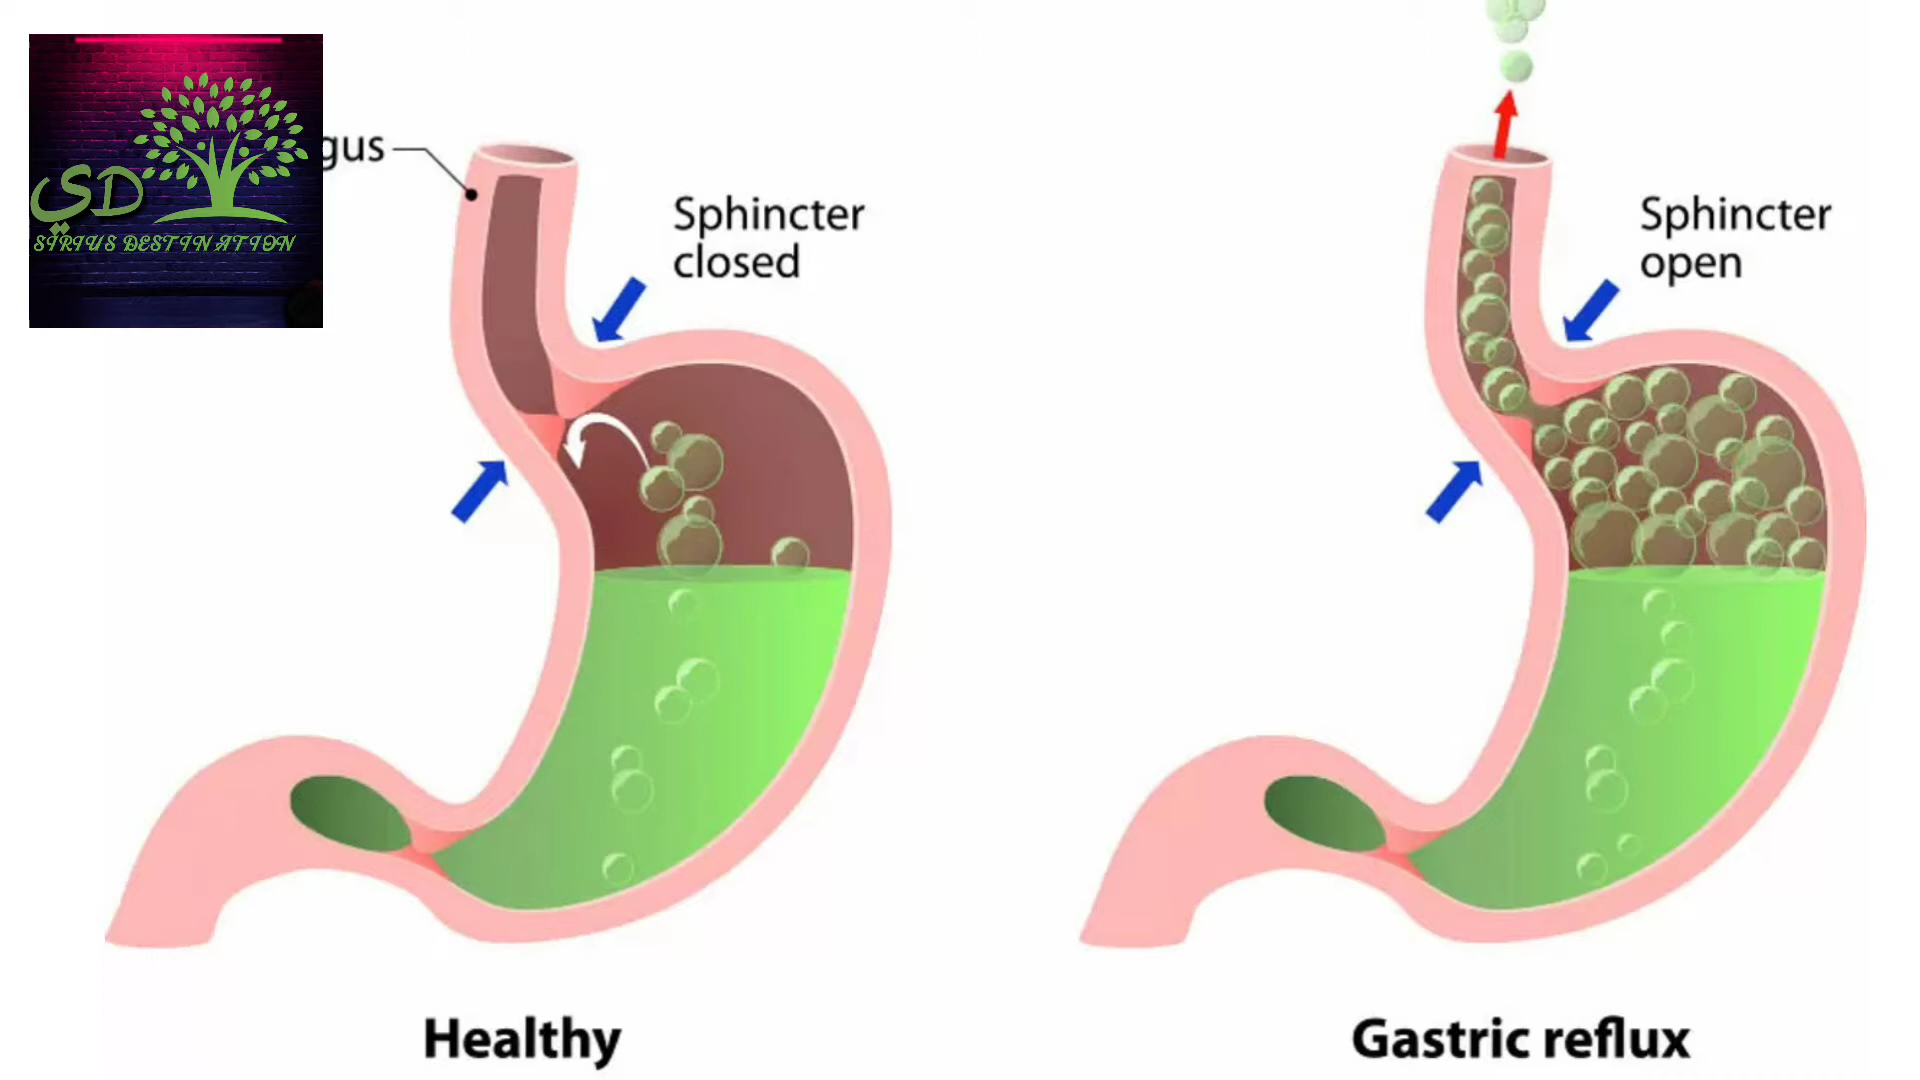 SD
SIRIUS DESTINATION
gus
Sphincter
closed
Sphincter
open
Healthy
Gastric reflux